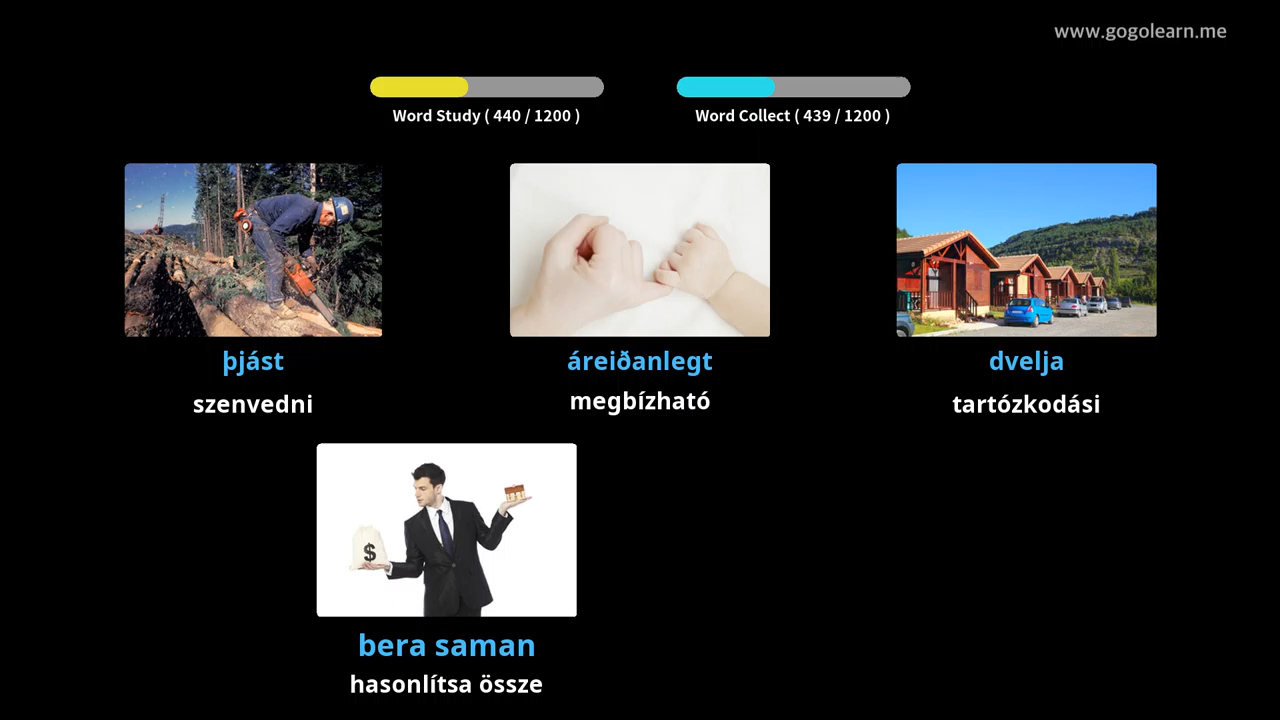 www.gogolearn.me
Word Study ( 440 / 1200 )
Word Collect ( 439 / 1200 )
þjást
szenvedni
áreiðanlegt
megbízható
dvelja
tartózkodási
$
bera saman
hasonlítsa össze